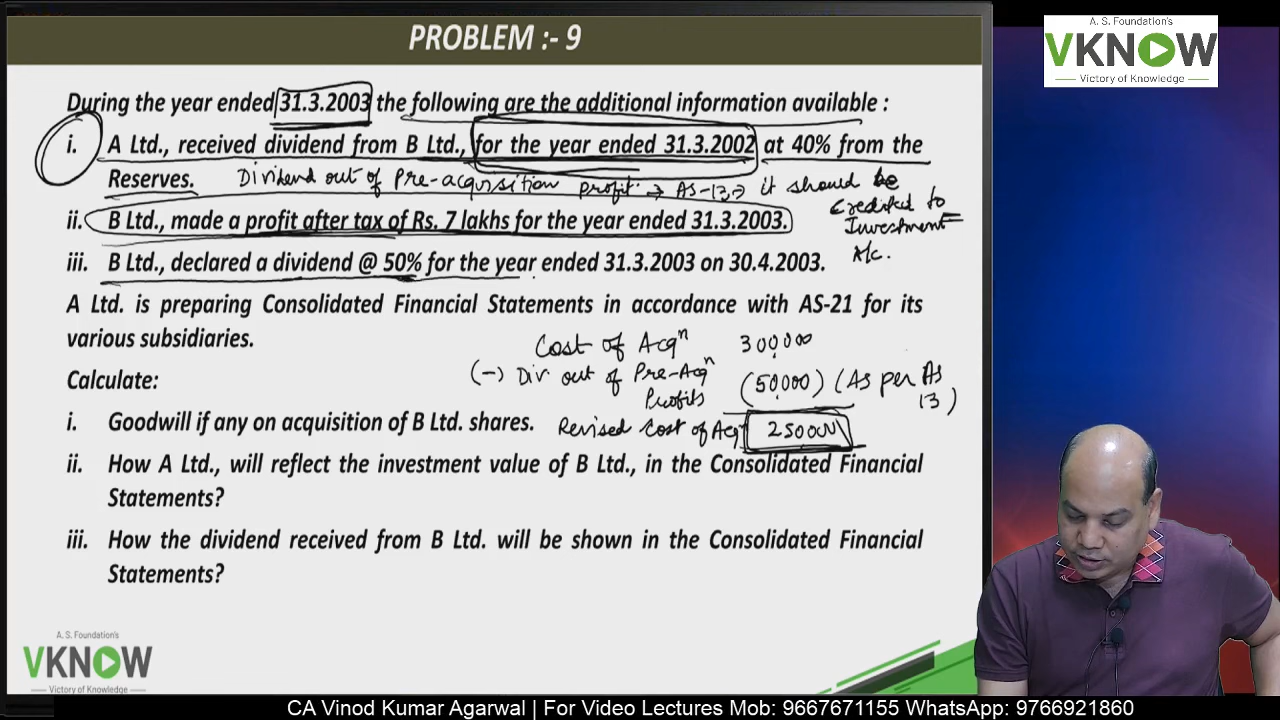 PROBLEM :- 9
A. S. Foundation's
VKNOW
Victory of Knowledge
During the year ended 31.3.2003 the following are the additional information available :
i. A Ltd., received dividend from B Ltd., for the year ended 31.3.2002 at 40% from the
Reserves. Dividend out of Pre-acquisition profit. → AS-13 → it should be
credited to
Investment
A/c.
ii. B Ltd., made a profit after tax of Rs. 7 lakhs for the year ended 31.3.2003.
iii. B Ltd., declared a dividend @ 50% for the year ended 31.3.2003 on 30.4.2003.
A Ltd. is preparing Consolidated Financial Statements in accordance with AS-21 for its
various subsidiaries.
Cost of Acqn 300,000
(-) Div out of Pre-Acqn
Profits (50,000) (As per AS
13)
Calculate:
i. Goodwill if any on acquisition of B Ltd. shares. Revised Cost of Acqn 250000
ii. How A Ltd., will reflect the investment value of B Ltd., in the Consolidated Financial
Statements?
iii. How the dividend received from B Ltd. will be shown in the Consolidated Financial
Statements?
A. S. Foundation's
VKNOW
Victory of Knowledge
CA Vinod Kumar Agarwal | For Video Lectures Mob: 9667671155 WhatsApp: 9766921860